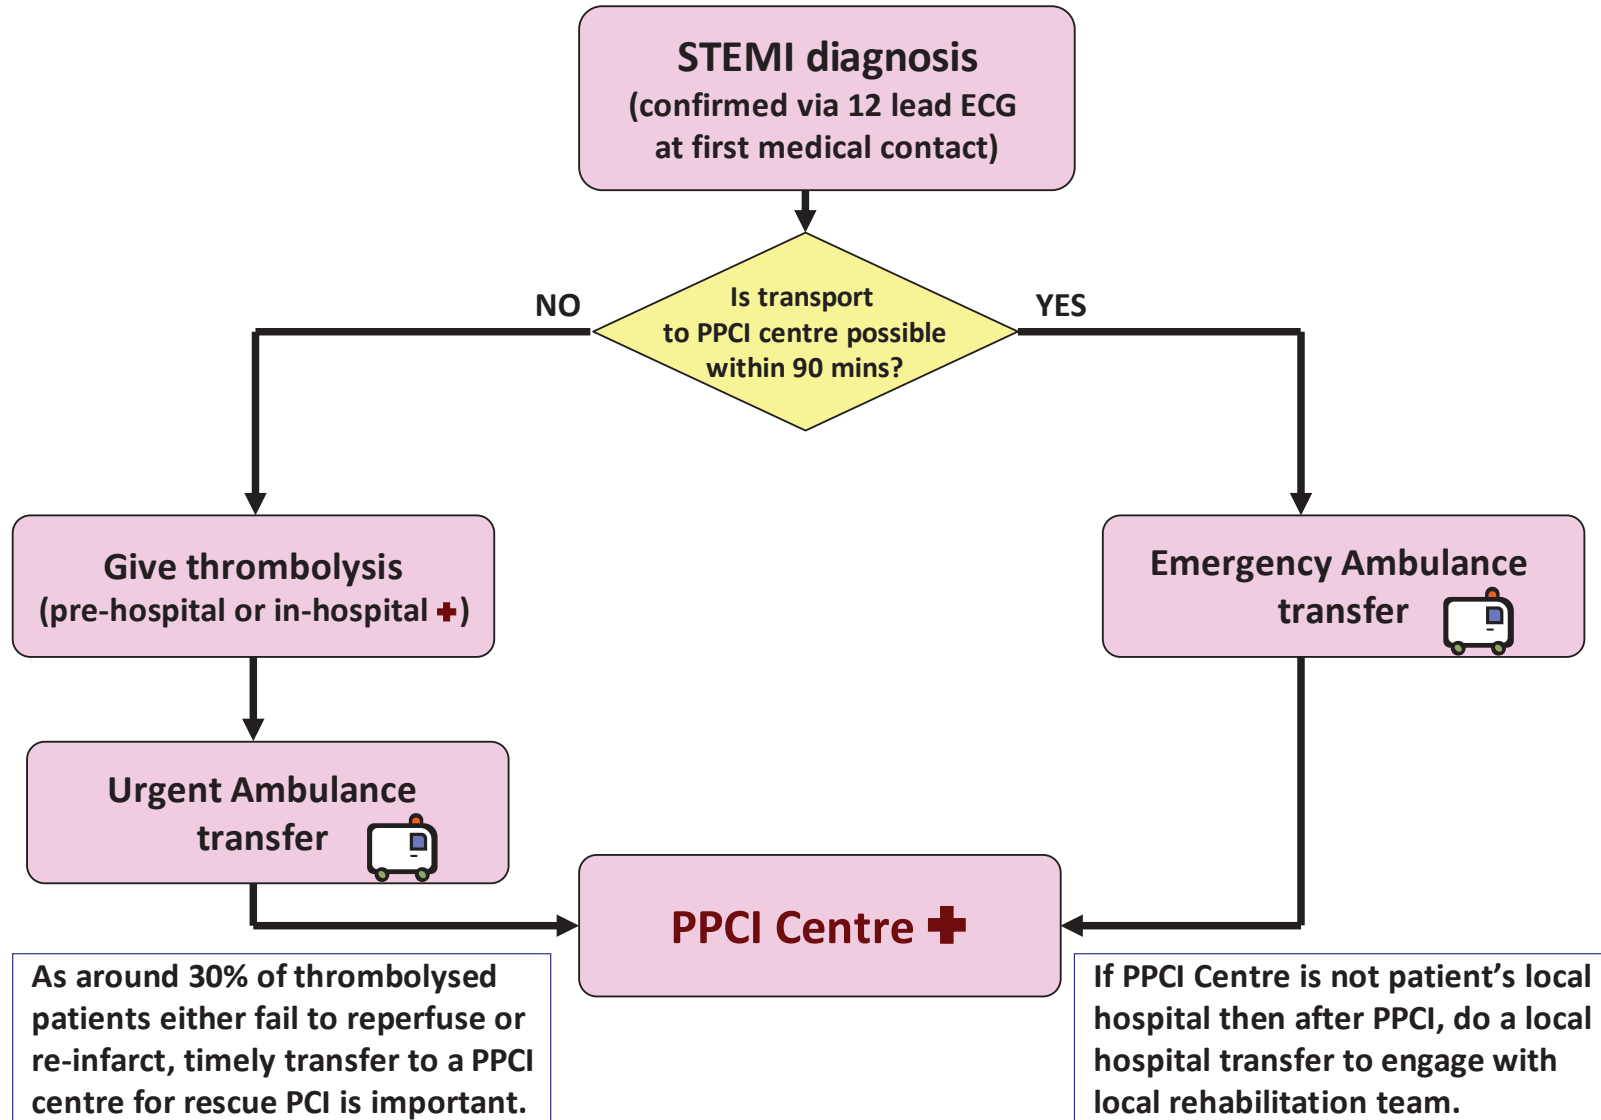 STEMI diagnosis
(confirmed via 12 lead ECG
at first medical contact)
Is transport
to PPCI centre possible
within 90 mins?
NO
YES
Give thrombolysis
(pre-hospital or in-hospital ✚)
Emergency Ambulance
transfer
Urgent Ambulance
transfer
PPCI Centre ✚
As around 30% of thrombolysed
patients either fail to reperfuse or
re-infarct, timely transfer to a PPCI
centre for rescue PCI is important.
If PPCI Centre is not patient’s local
hospital then after PPCI, do a local
hospital transfer to engage with
local rehabilitation team.